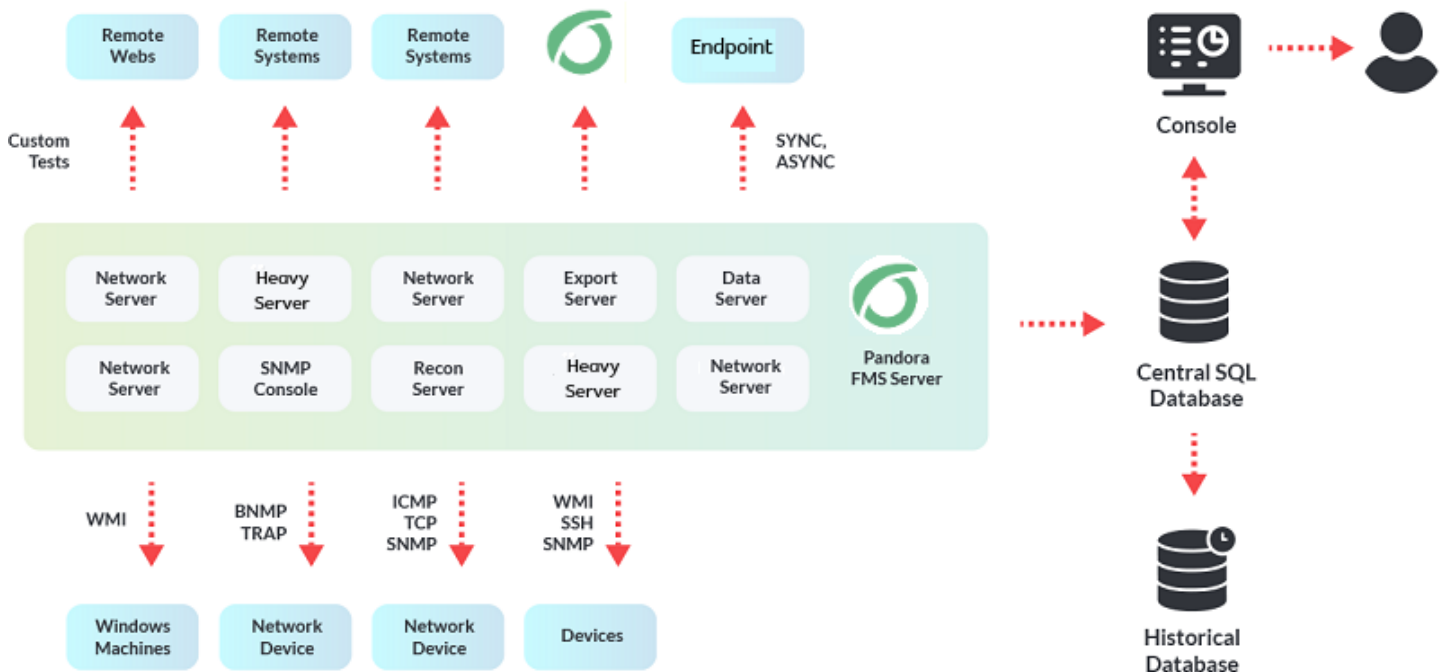 Remote
Webs
Remote
Systems
Remote
Systems
Endpoint
Console
Custom
Tests
SYNC,
ASYNC
Network
Server
Heavy
Server
Network
Server
Export
Server
Data
Server
Network
Server
SNMP
Console
Recon
Server
Heavy
Server
Network
Server
Pandora
FMS Server
Central SQL
Database
WMI
BNMP
TRAP
ICMP
TCP
SNMP
WMI
SSH
SNMP
Windows
Machines
Network
Device
Network
Device
Devices
Historical
Database